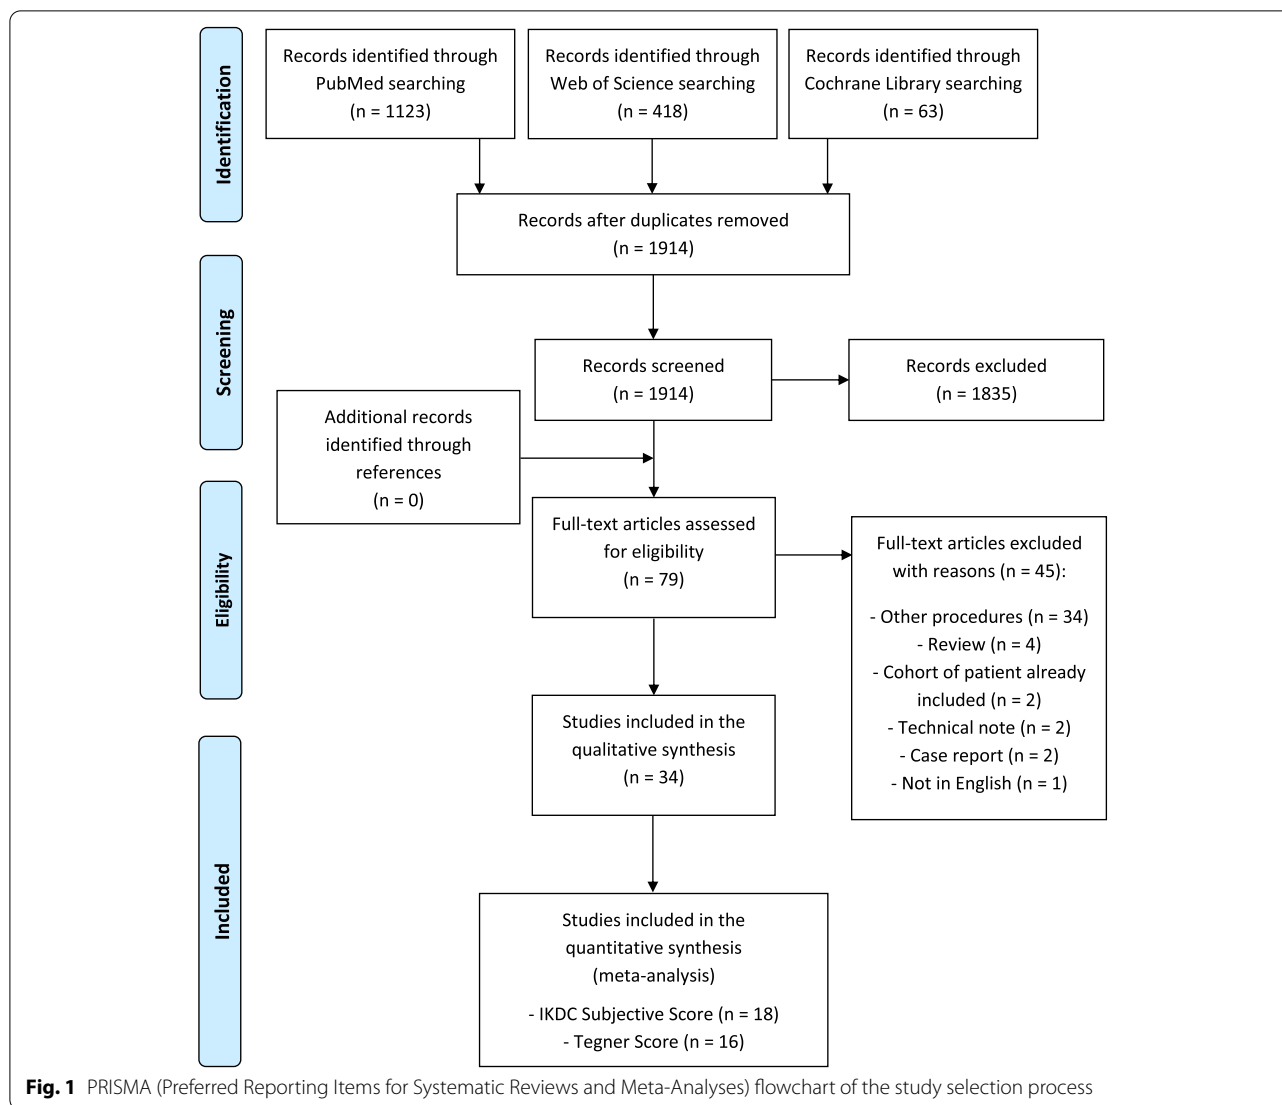 Identification
Records identified through
PubMed searching
(n = 1123)
Records identified through
Web of Science searching
(n = 418)
Records identified through
Cochrane Library searching
(n = 63)
Records after duplicates removed
(n = 1914)
Screening
Records screened
(n = 1914)
Records excluded
(n = 1835)
Additional records
identified through
references
(n = 0)
Eligibility
Full-text articles assessed
for eligibility
(n = 79)
Full-text articles excluded
with reasons (n = 45):
- Other procedures (n = 34)
- Review (n = 4)
- Cohort of patient already
included (n = 2)
- Technical note (n = 2)
- Case report (n = 2)
- Not in English (n = 1)
Studies included in the
qualitative synthesis
(n = 34)
Included
Studies included in the
quantitative synthesis
(meta-analysis)
- IKDC Subjective Score (n = 18)
- Tegner Score (n = 16)
Fig. 1 PRISMA (Preferred Reporting Items for Systematic Reviews and Meta-Analyses) flowchart of the study selection process